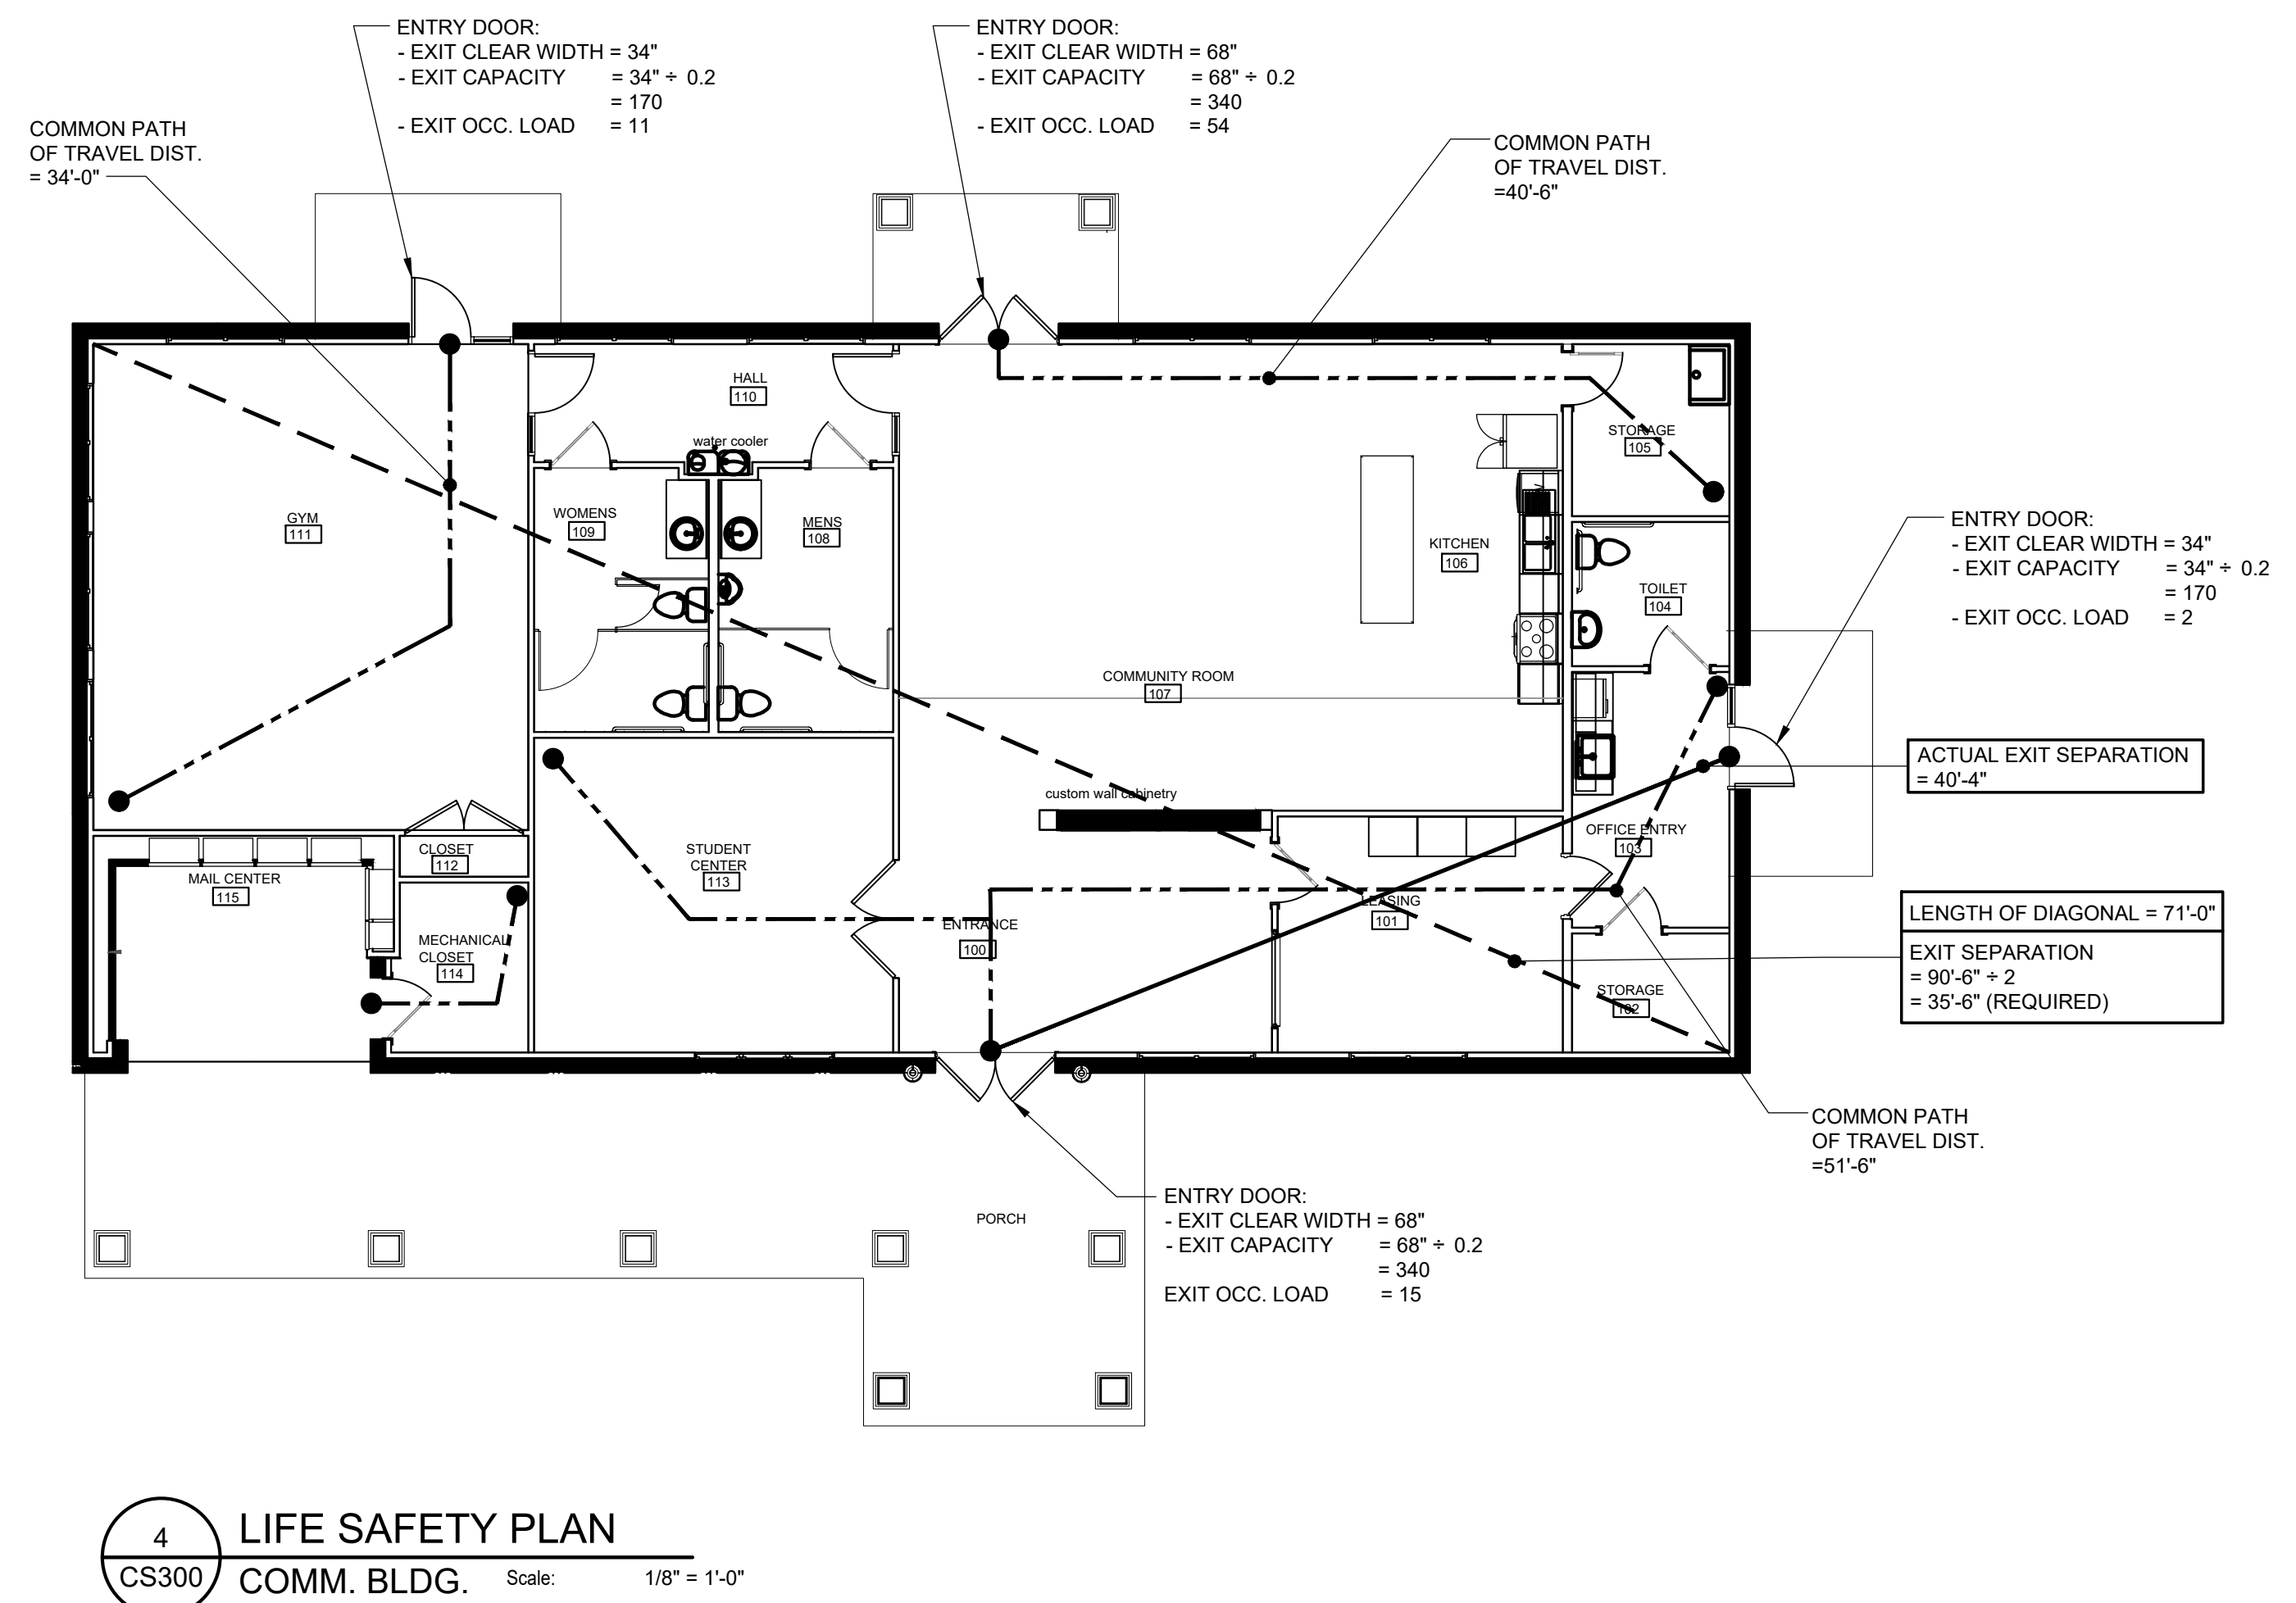 ENTRY DOOR:
- EXIT CLEAR WIDTH = 34"
- EXIT CAPACITY = 34" ÷ 0.2
= 170
- EXIT OCC. LOAD = 11
ENTRY DOOR:
- EXIT CLEAR WIDTH = 68"
- EXIT CAPACITY = 68" ÷ 0.2
= 340
- EXIT OCC. LOAD = 54
COMMON PATH
OF TRAVEL DIST.
= 34'-0"
COMMON PATH
OF TRAVEL DIST.
=40'-6"
HALL
110
water cooler
STORAGE
105
GYM
111
WOMENS
109
MENS
108
KITCHEN
106
ENTRY DOOR:
- EXIT CLEAR WIDTH = 34"
- EXIT CAPACITY = 34" ÷ 0.2
= 170
- EXIT OCC. LOAD = 2
TOILET
104
COMMUNITY ROOM
107
ACTUAL EXIT SEPARATION
= 40'-4"
custom wall cabinetry
OFFICE ENTRY
103
CLOSET
112
MAIL CENTER
115
STUDENT
CENTER
113
LEASING
101
ENTRANCE
100
MECHANICAL
CLOSET
114
LENGTH OF DIAGONAL = 71'-0"
EXIT SEPARATION
= 90'-6" ÷ 2
= 35'-6" (REQUIRED)
STORAGE
102
COMMON PATH
OF TRAVEL DIST.
=51'-6"
ENTRY DOOR:
- EXIT CLEAR WIDTH = 68"
- EXIT CAPACITY = 68" ÷ 0.2
= 340
EXIT OCC. LOAD = 15
PORCH
4
CS300
LIFE SAFETY PLAN
COMM. BLDG. Scale: 1/8" = 1'-0"